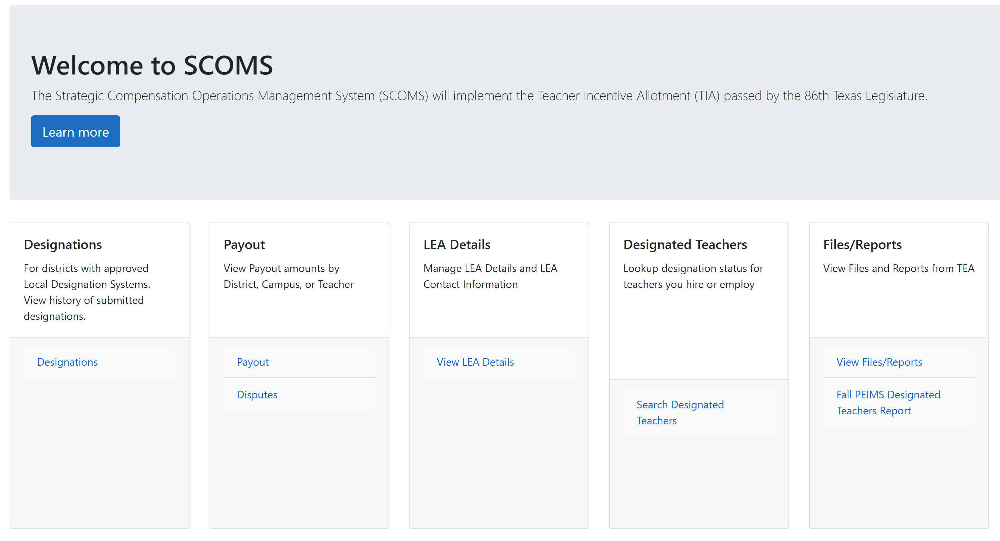 Welcome to SCOMS
The Strategic Compensation Operations Management System (SCOMS) will implement the Teacher Incentive Allotment (TIA) passed by the 86th Texas Legislature.
Learn more
Designations
For districts with approved
Local Designation Systems.
View history of submitted
designations.
Designations
Payout
View Payout amounts by
District, Campus, or Teacher
Payout
Disputes
LEA Details
Manage LEA Details and LEA
Contact Information
View LEA Details
Designated Teachers
Lookup designation status for
teachers you hire or employ
Search Designated
Teachers
Files/Reports
View Files and Reports from TEA
View Files/Reports
Fall PEIMS Designated
Teachers Report